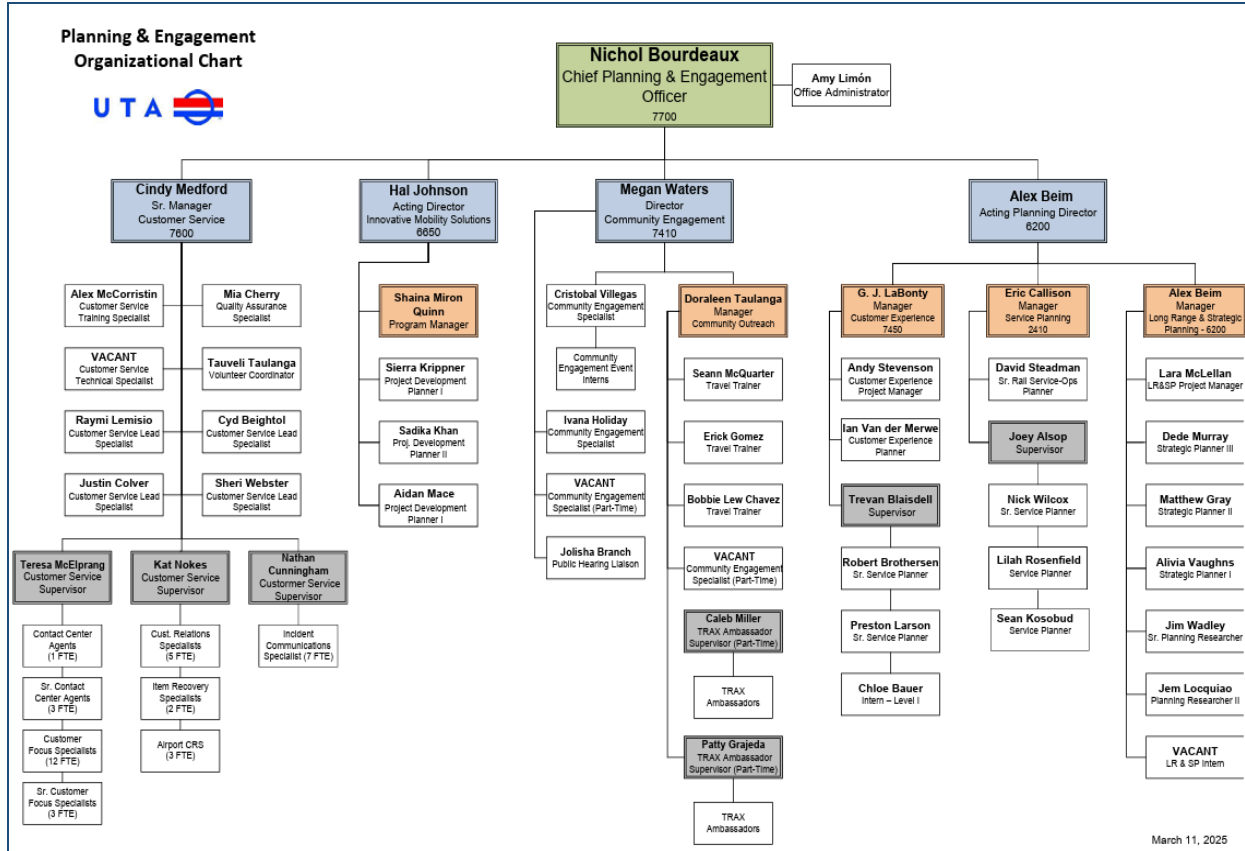 Planning & Engagement
Organizational Chart
UTA
Nichol Bourdeaux
Chief Planning & Engagement
Officer
7700
Amy Limón
Office Administrator
Cindy Medford
Sr. Manager
Customer Service
7600
Hal Johnson
Acting Director
Innovative Mobility Solutions
6650
Megan Waters
Director
Community Engagement
7410
Alex Beim
Acting Planning Director
6200
Alex McCorristin
Customer Service
Training Specialist
Mia Cherry
Quality Assurance
Specialist
VACANT
Customer Service
Technical Specialist
Tauveli Taulanga
Volunteer Coordinator
Raymi Lemisio
Customer Service Lead
Specialist
Cyd Beightol
Customer Service Lead
Specialist
Justin Colver
Customer Service Lead
Specialist
Sheri Webster
Customer Service Lead
Specialist
Teresa McElprang
Customer Service
Supervisor
Kat Nokes
Customer Service
Supervisor
Nathan
Cunningham
Custormer Service
Supervisor
Contact Center
Agents
(1 FTE)
Sr. Contact
Center Agents
(3 FTE)
Customer
Focus Specialists
(12 FTE)
Sr. Customer
Focus Specialists
(3 FTE)
Cust. Relations
Specialists
(5 FTE)
Item Recovery
Specialists
(2 FTE)
Airport CRS
(3 FTE)
Incident
Communications
Specialist (7 FTE)
Shaina Miron
Quinn
Program Manager
Sierra Krippner
Project Development
Planner I
Sadika Khan
Proj. Development
Planner II
Aidan Mace
Project Development
Planner I
Cristobal Villegas
Community Engagement
Specialist
Community
Engagement Event
Interns
Ivana Holiday
Community Engagement
Specialist
VACANT
Community Engagement
Specialist (Part-Time)
Jolisha Branch
Public Hearing Liaison
Doraleen Taulanga
Manager
Community Outreach
Seann McQuarter
Travel Trainer
Erick Gomez
Travel Trainer
Bobbie Lew Chavez
Travel Trainer
VACANT
Community Engagement
Specialist (Part-Time)
Caleb Miller
TRAX Ambassador
Supervisor (Part-Time)
TRAX
Ambassadors
Patty Grajeda
TRAX Ambassador
Supervisor (Part-Time)
TRAX
Ambassadors
G. J. LaBonty
Manager
Customer Experience
7450
Andy Stevenson
Customer Experience
Project Manager
Ian Van der Merwe
Customer Experience
Planner
Trevan Blaisdell
Supervisor
Robert Brothersen
Sr. Service Planner
Preston Larson
Sr. Service Planner
Chloe Bauer
Intern – Level I
Eric Callison
Manager
Service Planning
2410
David Steadman
Sr. Rail Service-Ops
Planner
Joey Alsop
Supervisor
Nick Wilcox
Sr. Service Planner
Lilah Rosenfield
Service Planner
Sean Kosobud
Service Planner
Alex Beim
Manager
Long Range & Strategic
Planning - 6200
Lara McLellan
LR&SP Project Manager
Dede Murray
Strategic Planner III
Matthew Gray
Strategic Planner II
Alivia Vaughns
Strategic Planner I
Jim Wadley
Sr. Planning Researcher
Jem Locquiao
Planning Researcher II
VACANT
LR & SP Intern
March 11, 2025